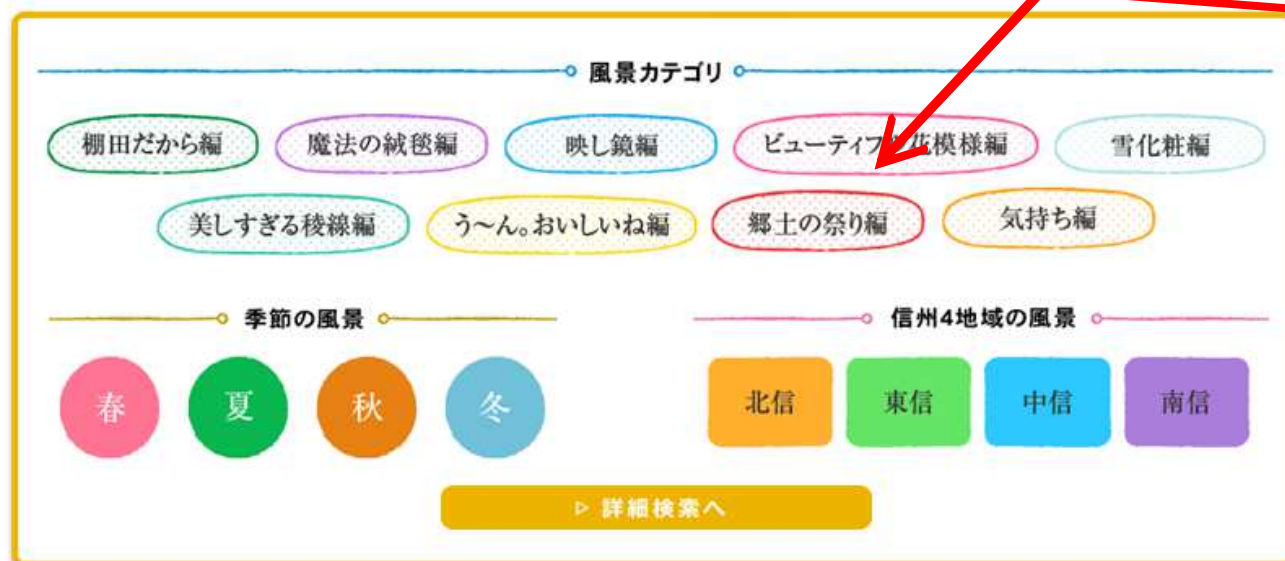 風景カテゴリ
棚田だから編 魔法の絨毯編 映し鏡編 ビューティフ 花模様編 雪化粧編
美しすぎる稜線編 う〜ん。おいしいね編 郷土の祭り編 気持ち編
季節の風景 信州4地域の風景
春 夏 秋 冬 北信 東信 中信 南信
▷ 詳細検索へ